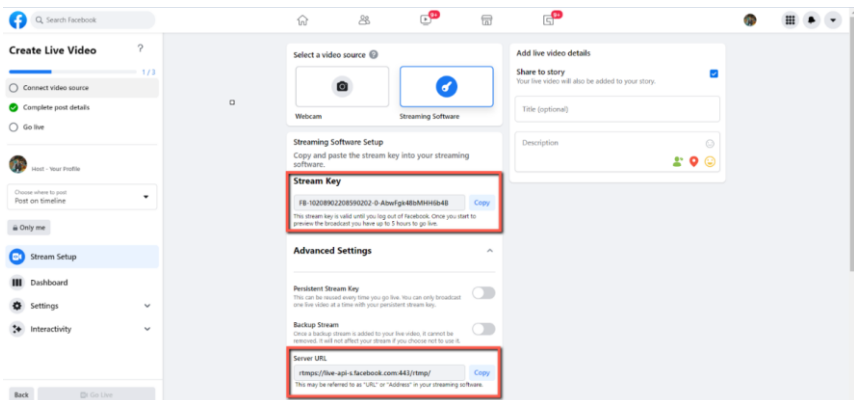 Search Facebook
9+
9+
Create Live Video
?
1 / 3
Connect video source
Complete post details
Go live
Host - Your Profile
Choose where to post
Post on timeline
Only me
Stream Setup
Dashboard
Settings
Interactivity
Back
Go Live
Select a video source
Webcam
Streaming Software
Streaming Software Setup
Copy and paste the stream key into your streaming
software.
Stream Key
Copy
This stream key is valid until you log out of Facebook. Once you start to
preview the broadcast you have up to 5 hours to go live.
Advanced Settings
Persistent Stream Key
This can be reused every time you go live. You can only broadcast
one live video at a time with your persistent stream key.
Backup Stream
Once a backup stream is added to your live video, it cannot be
removed. It will not affect your stream if you choose not to use it.
Server URL
rtmps://live-api-s.facebook.com:443/rtmp/
Copy
This may be referred to as "URL" or "Address" in your streaming software.
Add live video details
Share to story
Your live video will also be added to your story.
Title (optional)
Description